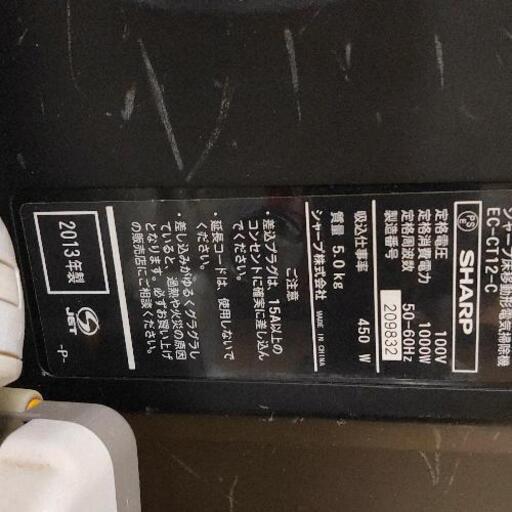 シャープ床移動形電気掃除機
EC-CT12-C
PS
E
SHARP
定格電圧 100V
定格消費電力 1000W
定格周波数 50-60Hz
製造番号 209832
吸込仕事率 450 W
質量 5.0kg
シャープ株式会社 MADE IN CHINA
ご注意
・差込プラグは、15A以上の
コンセントに確実に差し込ん
でください。
・延長コードは、使用しないで
ください。
・差し込みがゆるくグラグラし
ていると、過熱や火災の原因
となります。必ずお買い上げ
の販売店にご相談ください。
2013年製
S
JET
-P-